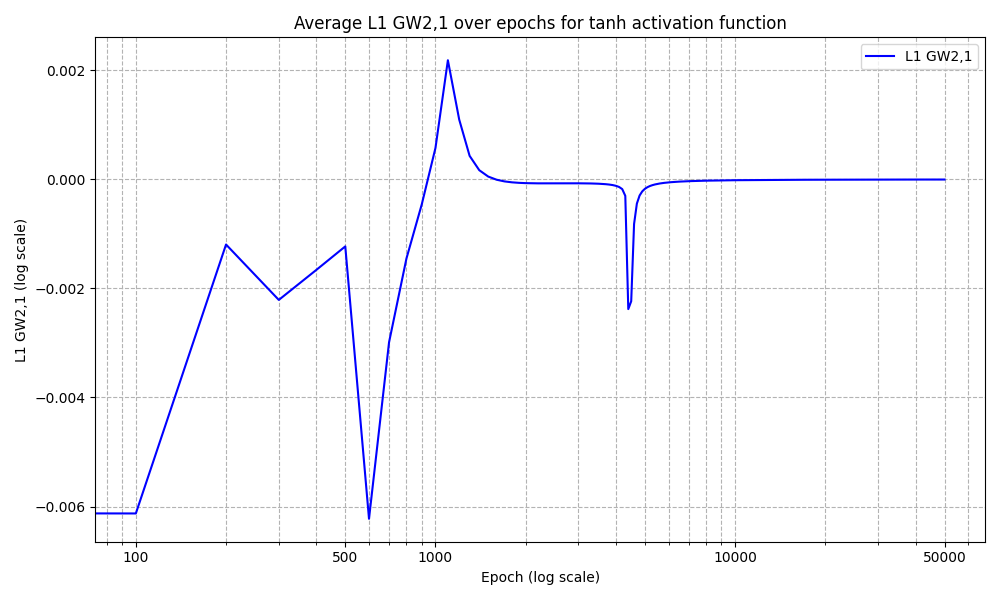 Average L1 GW2,1 over epochs for tanh activation function
L1 GW2,1
0.002
0.000
−0.002
−0.004
−0.006
L1 GW2,1 (log scale)
100
500
1000
10000
50000
Epoch (log scale)